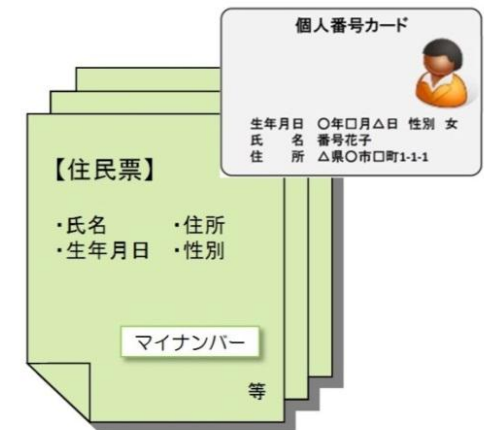 個人番号カード
生年月日 〇年□月△日 性別 女
氏 名 番号花子
住 所 △県〇市□町1-1-1
【住民票】
・氏名 ・住所
・生年月日 ・性別
マイナンバー
等